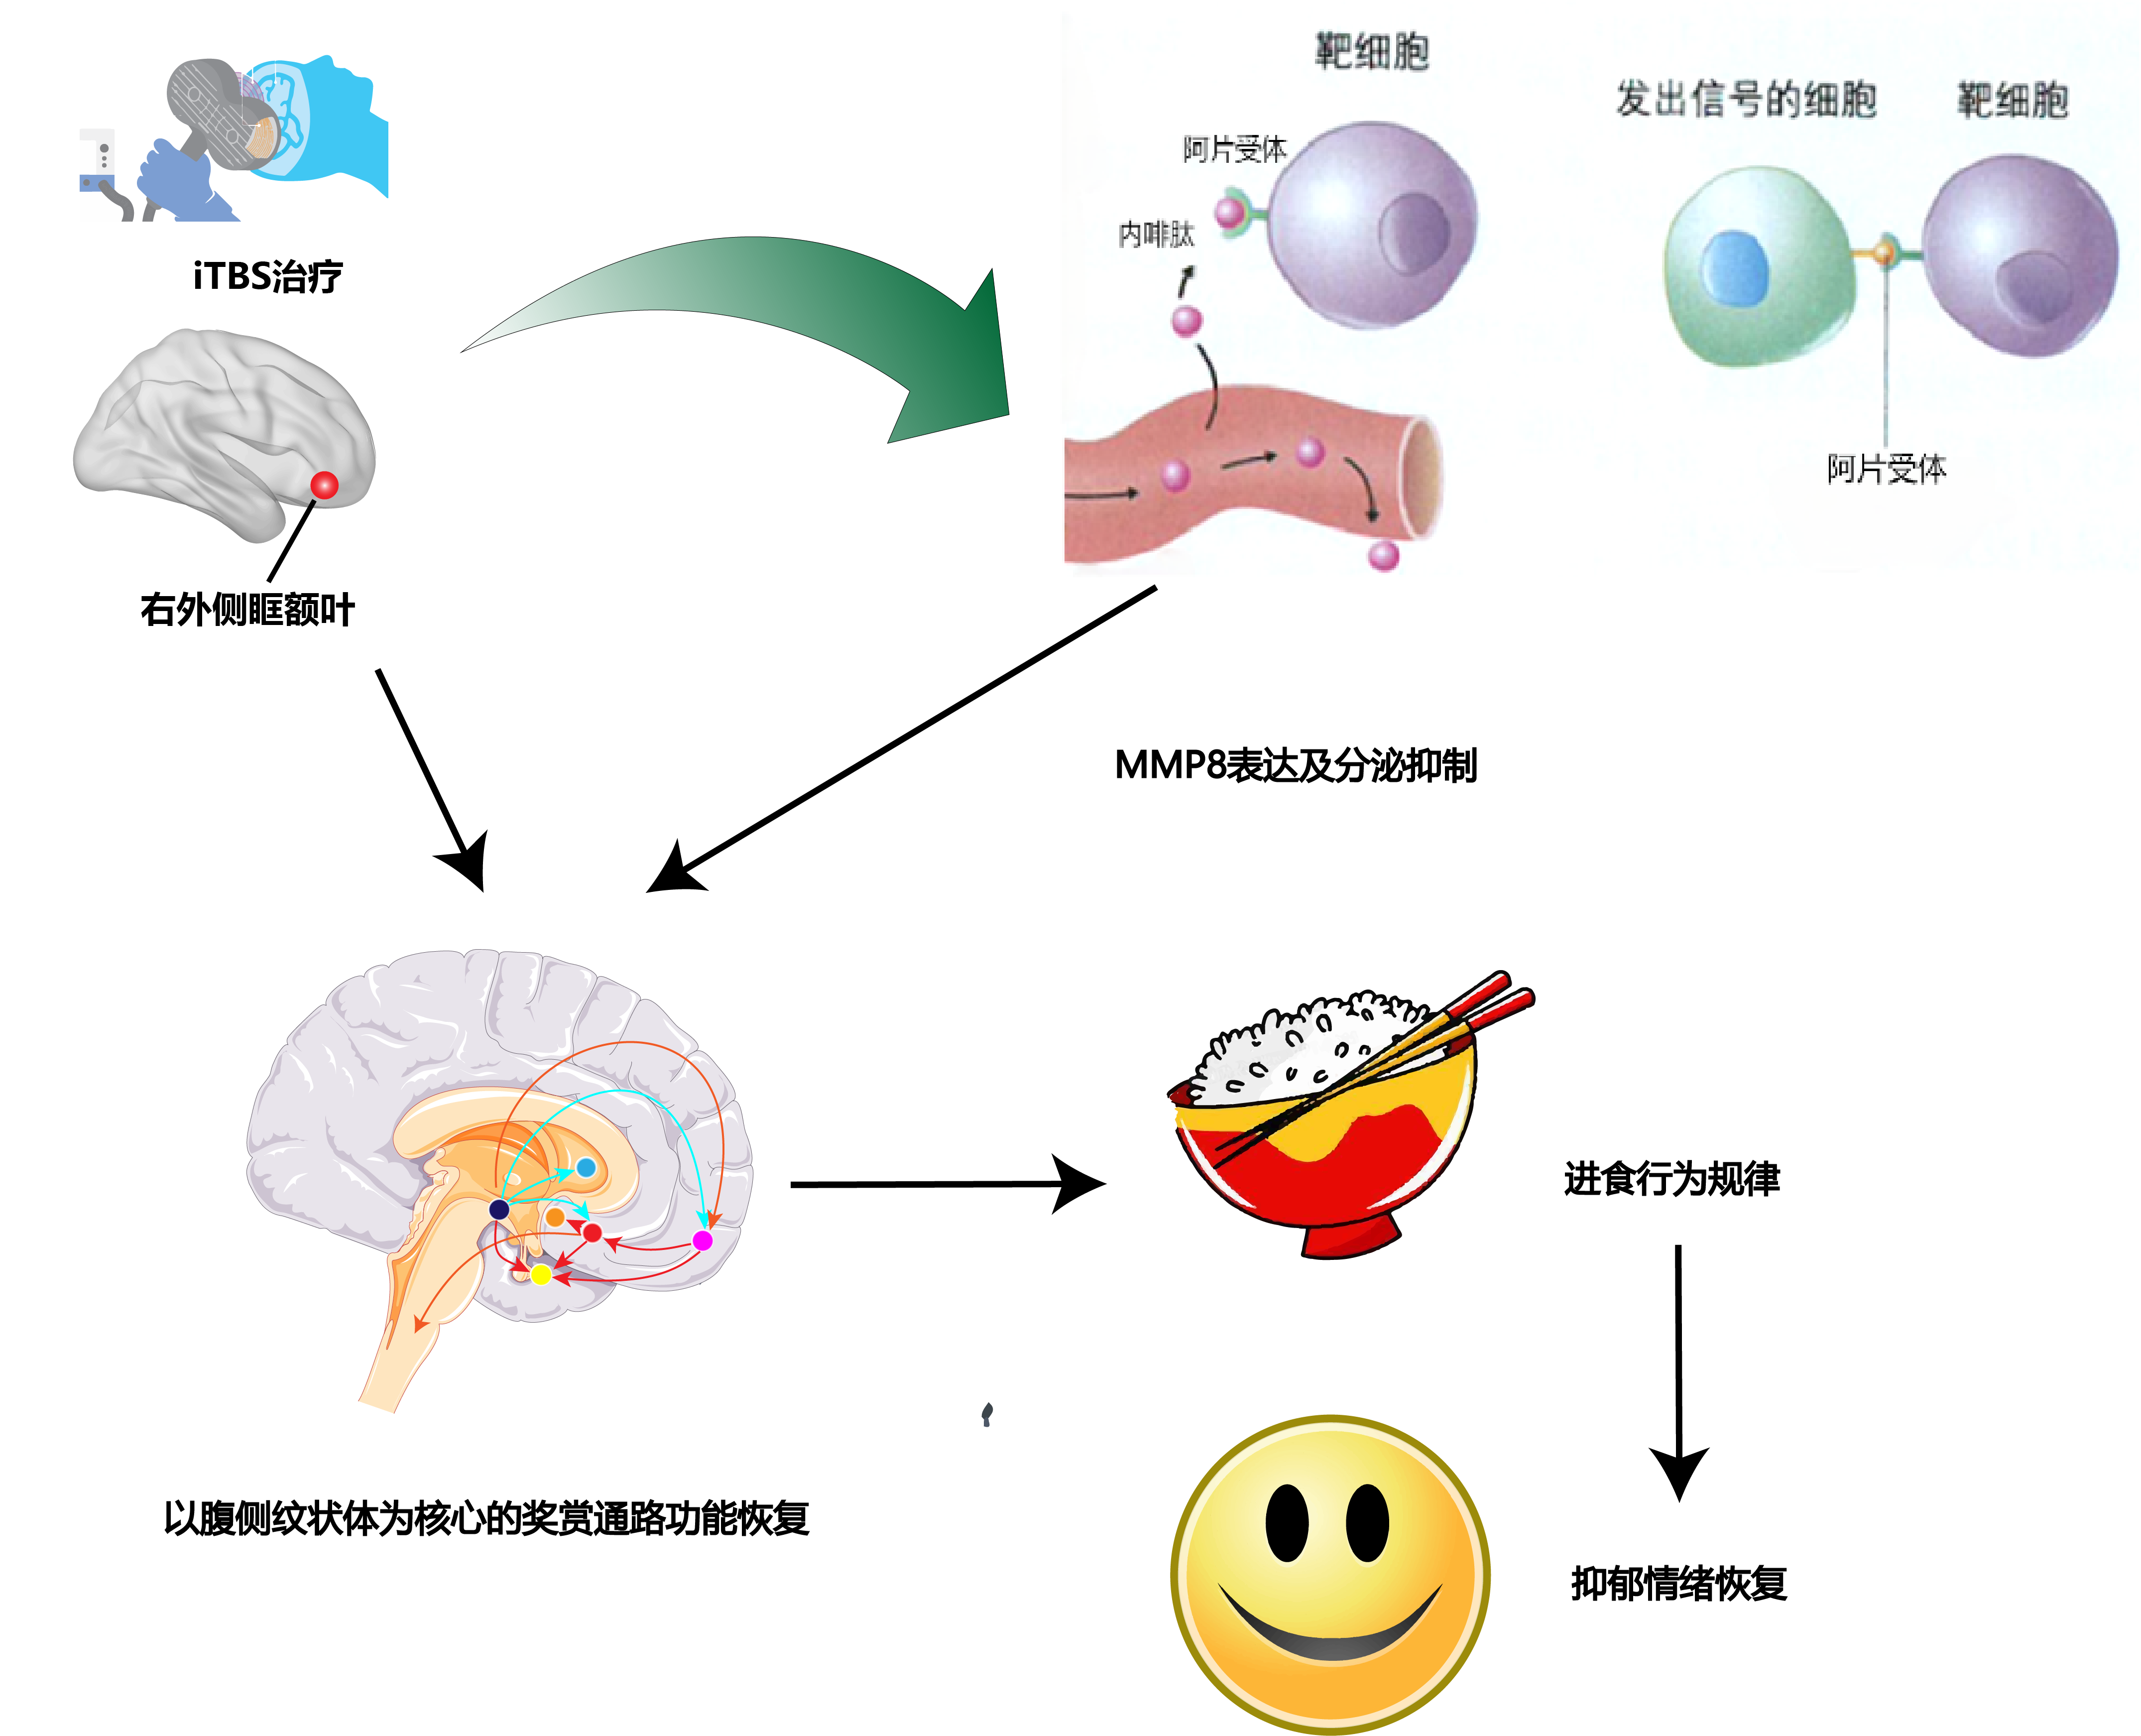 iTBS治疗
右外侧眶额叶
靶细胞
阿片受体
内啡肽
发出信号的细胞
靶细胞
阿片受体
MMP8表达及分泌抑制
以腹侧纹状体为核心的奖赏通路功能恢复
进食行为规律
抑郁情绪恢复